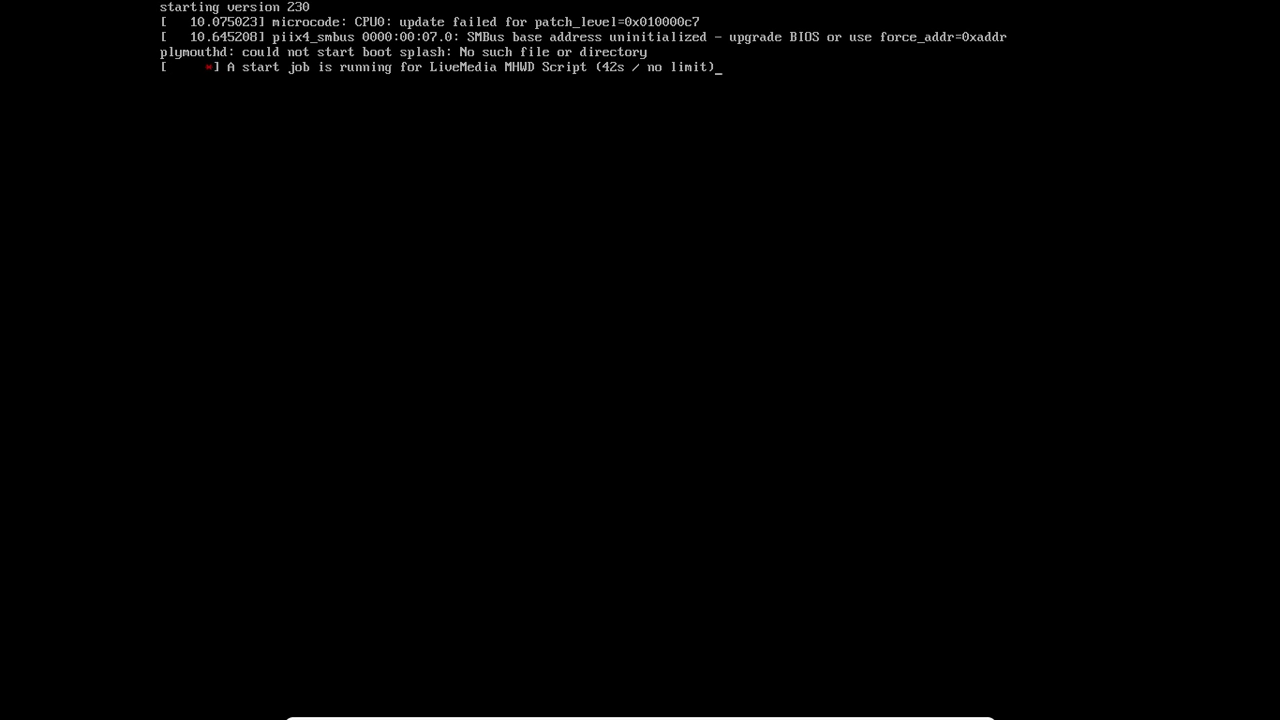 starting version 230
[   10.075023] microcode: CPU0: update failed for patch_level=0x010000c7
[   10.645208] piix4_smbus 0000:00:07.0: SMBus base address uninitialized - upgrade BIOS or use force_addr=0xaddr
plymouthd: could not start boot splash: No such file or directory
[     *] A start job is running for LiveMedia MHWD Script (42s / no limit)_